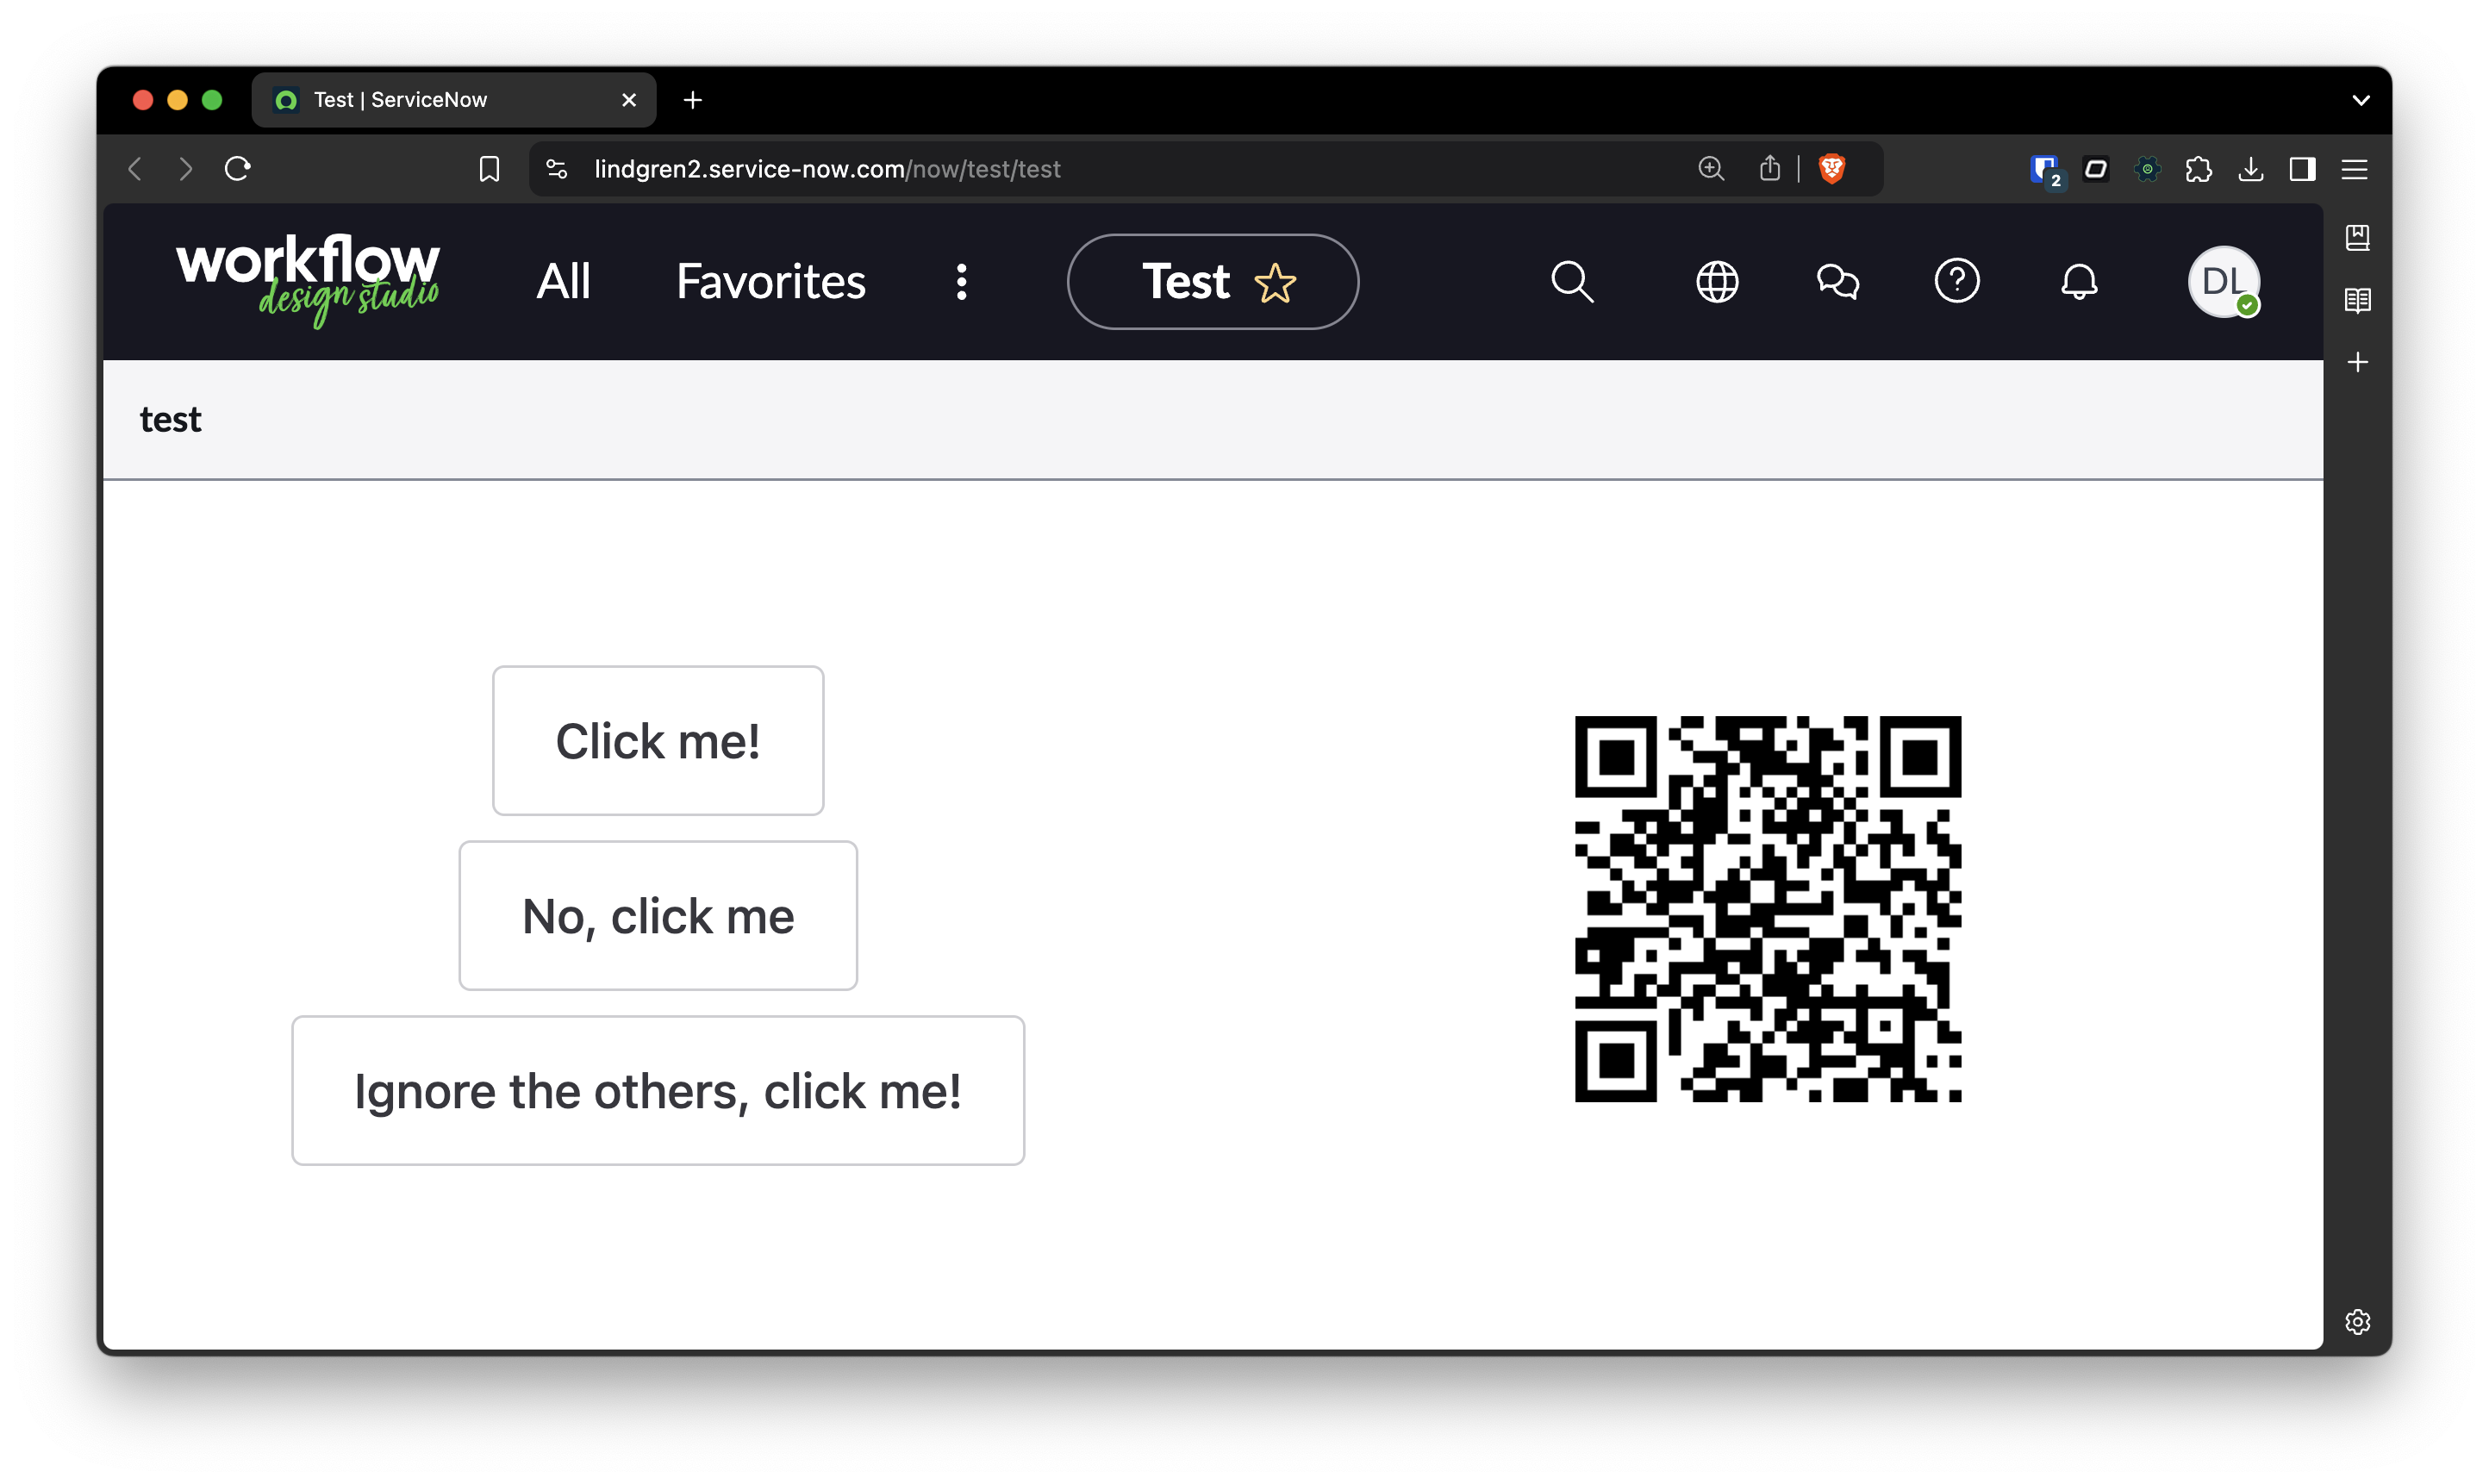 Test | ServiceNow
lindgren2.service-now.com/now/test/test
2
workflow
design studio
All
Favorites
Test
DL
test
Click me!
No, click me
Ignore the others, click me!